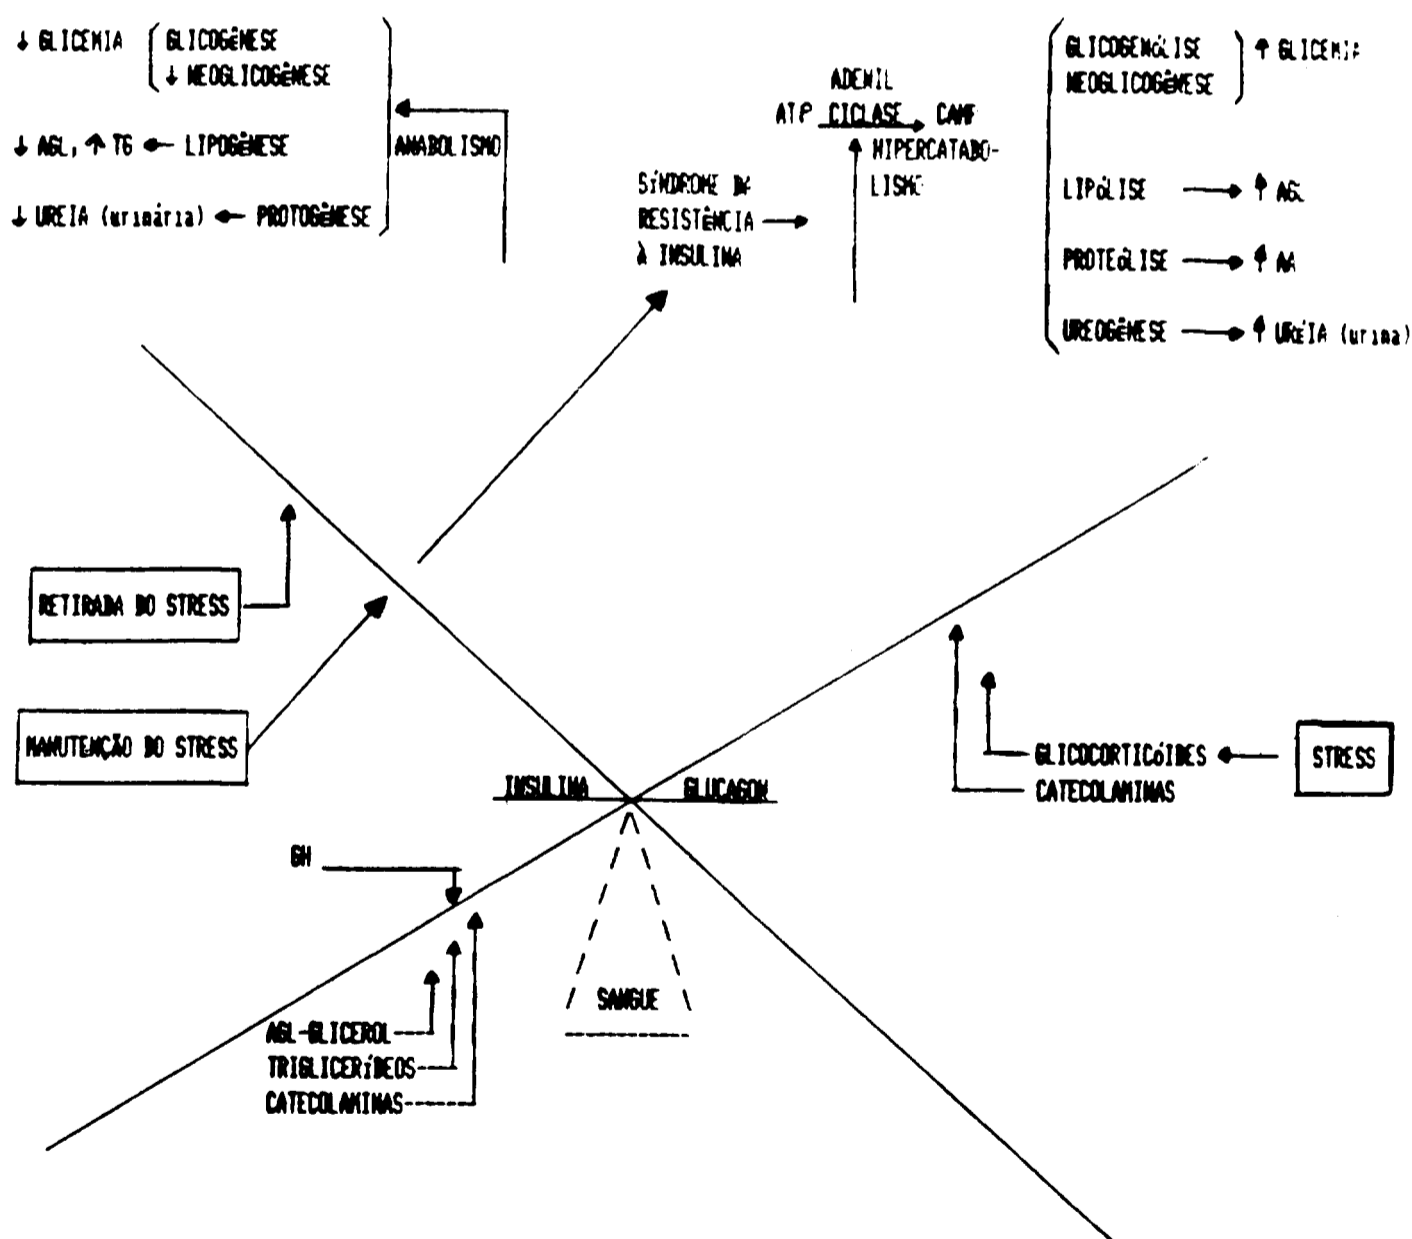 ↓ GLICEMIA ( GLICOGÊNESE
↓ NEOGLICOGÊNESE
↓ AGL, ↑ TG ← LIPOGÊNESE
↓ UREIA (urinária) ← PROTOGÊNESE
ANABOLISMO
SíNDROME DA
RESISTÊNCIA →
À INSULINA
ADENIL
ATP CICLASE → CAMP
HIPERCATABO-
LISMO
GLICOGENÓLISE
NEOGLICOGÊNESE
↑ GLICEMIA
LIPÓLISE → ↑ AGL
PROTEÓLISE → ↑ AA
UREOGÊNESE → ↑ URÉIA (urina)
RETIRADA DO STRESS
MANUTENÇÃO DO STRESS
INSULINA
GLUCAGON
GLICOCORTICÓIDES ← STRESS
CATECOLAMINAS
GH
SANGUE
AGL-GLICEROL
TRIGLICERÍDEOS
CATECOLAMINAS